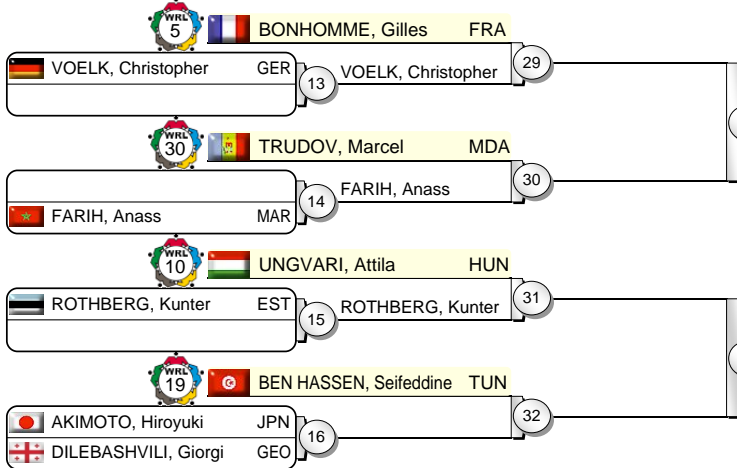 WRL
5
BONHOMME, Gilles FRA
VOELK, Christopher GER
13
VOELK, Christopher
29
WRL
30
TRUDOV, Marcel MDA
14
FARIH, Anass
30
FARIH, Anass MAR
WRL
10
UNGVARI, Attila HUN
ROTHBERG, Kunter EST
15
ROTHBERG, Kunter
31
WRL
19
BEN HASSEN, Seifeddine TUN
AKIMOTO, Hiroyuki JPN
16
32
DILEBASHVILI, Giorgi GEO